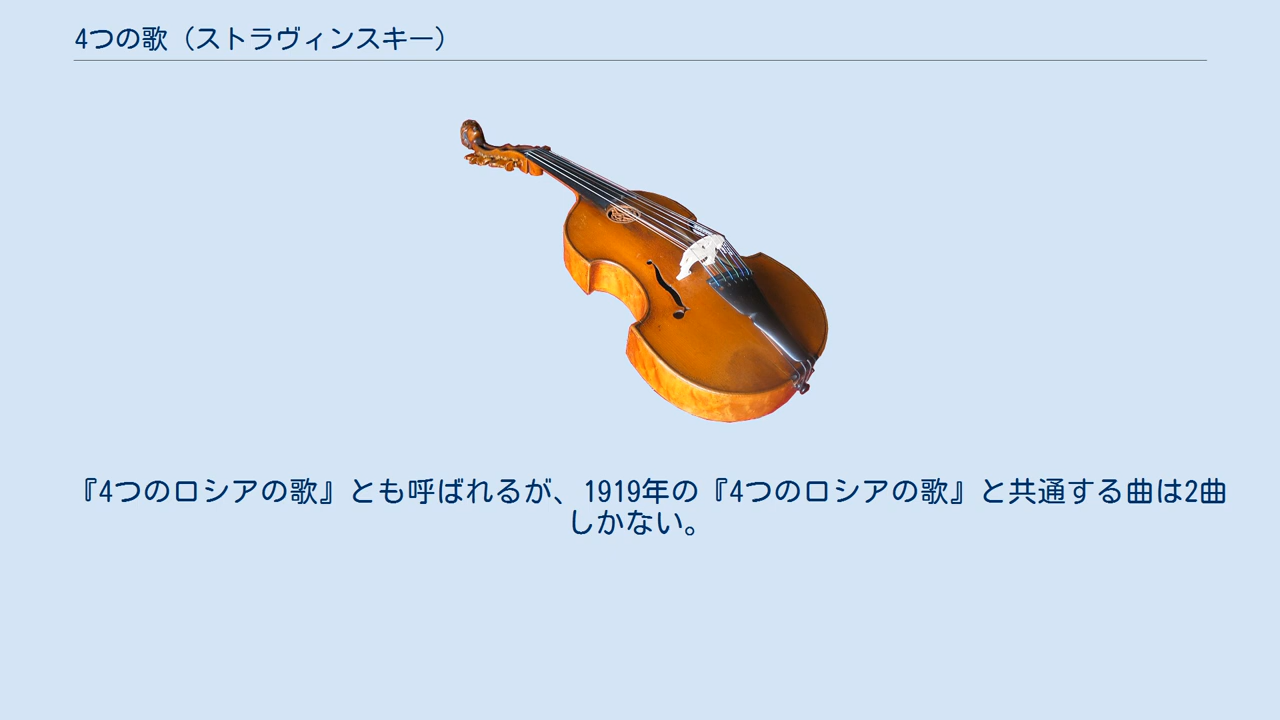 4つの歌（ストラヴィンスキー）
『4つのロシアの歌』とも呼ばれるが、1919年の『4つのロシアの歌』と共通する曲は2曲
しかない。